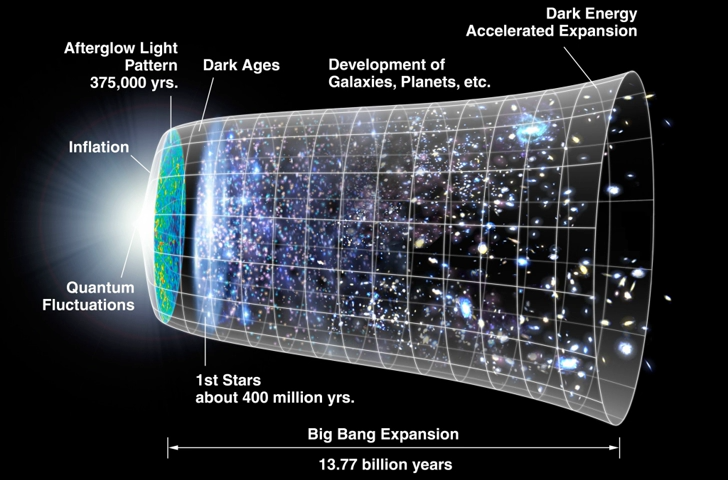 Dark Energy
Accelerated Expansion
Afterglow Light
Pattern
375,000 yrs.
Dark Ages
Development of
Galaxies, Planets, etc.
Inflation
Quantum
Fluctuations
1st Stars
about 400 million yrs.
Big Bang Expansion
13.77 billion years